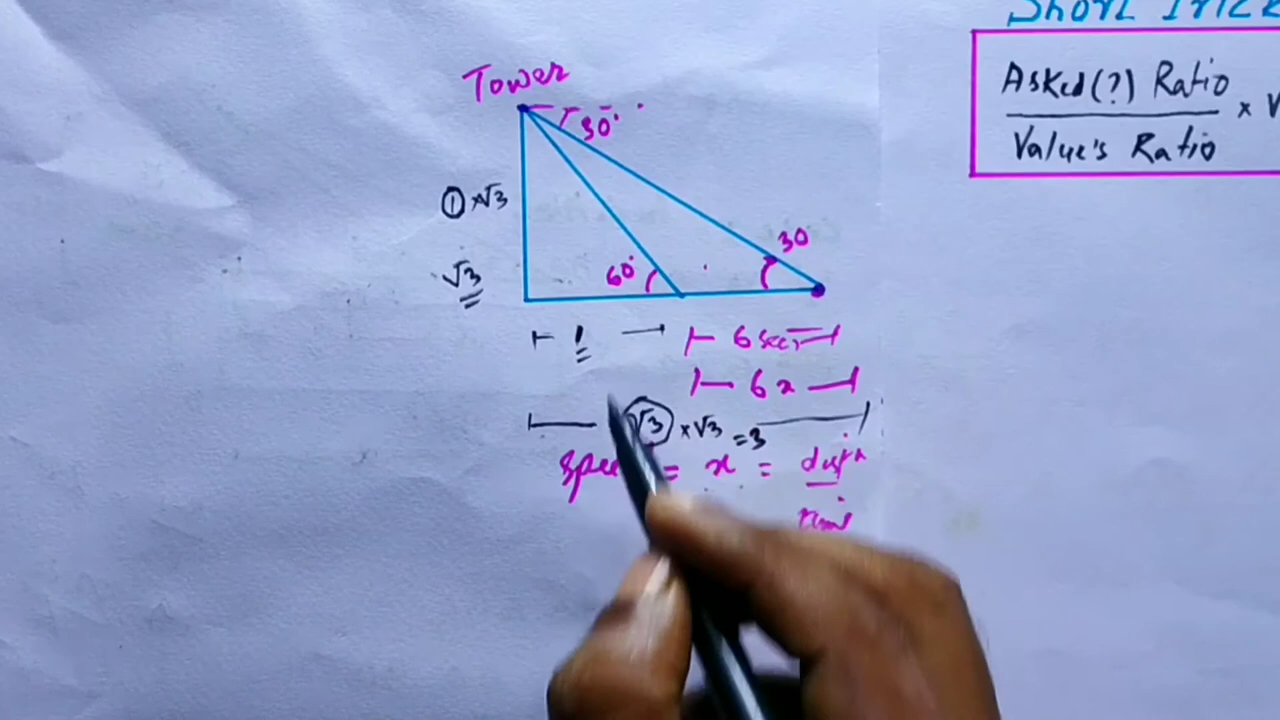 Short Trick
Tower
Asked(?) Ratio
Value's Ratio
×
30°
① ×√3
30
60°
√3
1
6 sec
6x
√3 ×√3 = 3
= x =